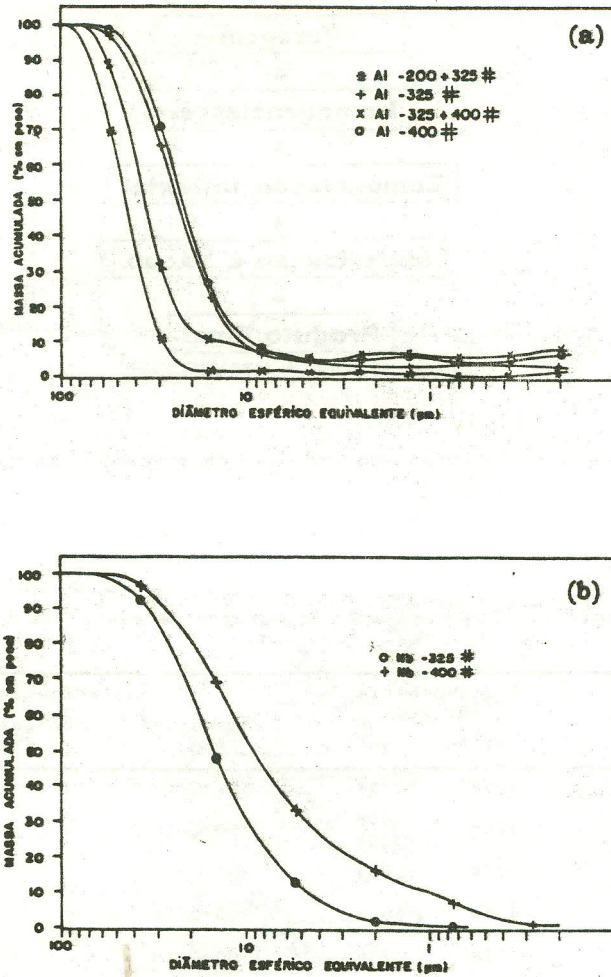 (a)
⊛ Al -200+325 #
+ Al -325 #
x Al -325+400 #
o Al -400 #
MASSA ACUMULADA (% em peso)
100
90
80
70
60
50
40
30
20
10
0
100 10 1
DIÂMETRO ESFÉRICO EQUIVALENTE (µm)
(b)
o Nb -325 #
+ Nb -400 #
MASSA ACUMULADA (% em peso)
100
90
80
70
60
50
40
30
20
10
0
100 10 1
DIÂMETRO ESFÉRICO EQUIVALENTE (µm)